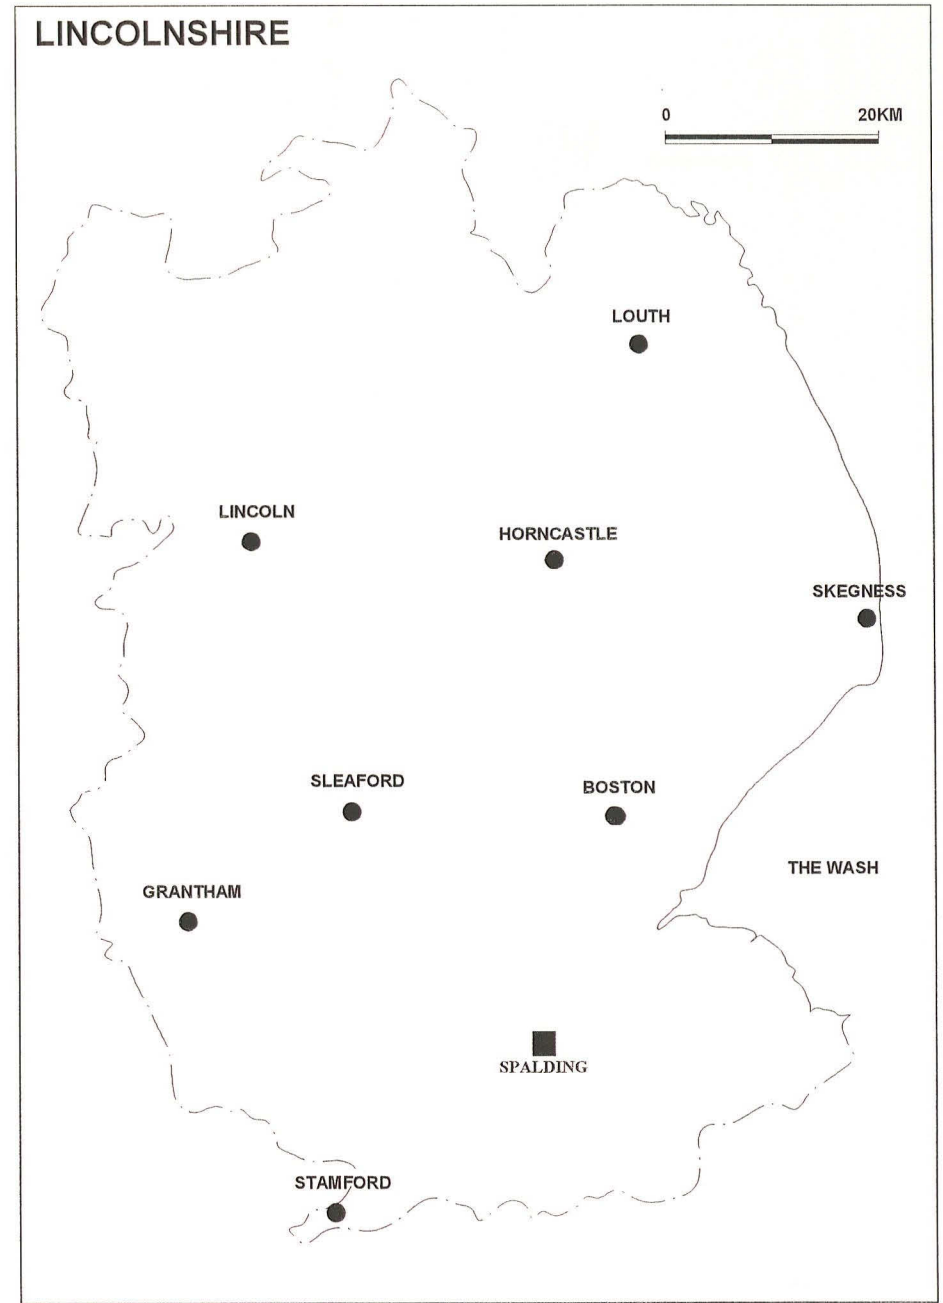 LINCOLNSHIRE
0 20KM
LOUTH
LINCOLN
HORNCASTLE
SKEGNESS
SLEAFORD
BOSTON
THE WASH
GRANTHAM
SPALDING
STAMFORD